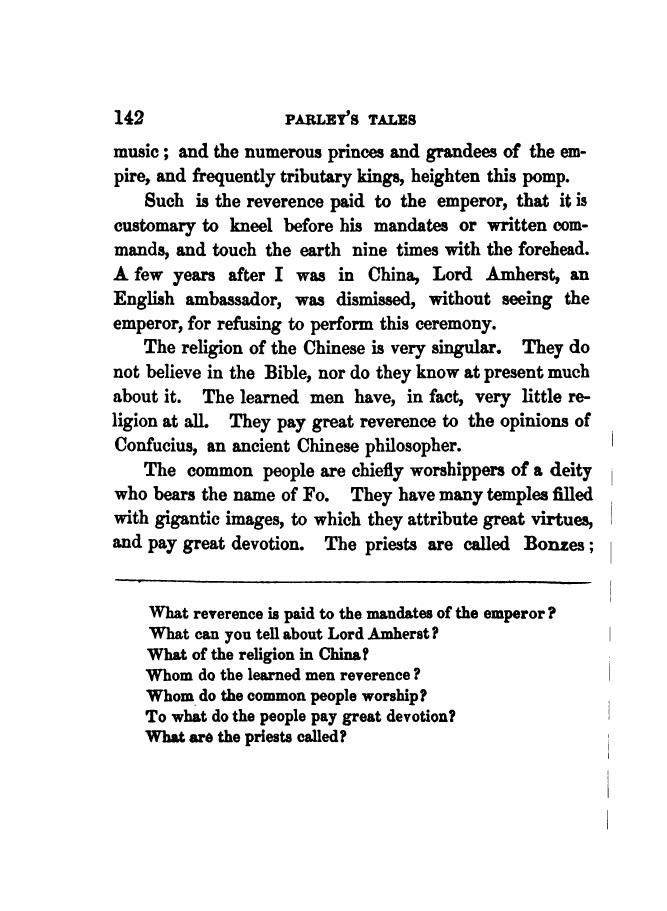 142 PARLEY'S TALES
music; and the numerous princes and grandees of the em-
pire, and frequently tributary kings, heighten this pomp.
Such is the reverence paid to the emperor, that it is
customary to kneel before his mandates or written com-
mands, and touch the earth nine times with the forehead.
A few years after I was in China, Lord Amherst, an
English ambassador, was dismissed, without seeing the
emperor, for refusing to perform this ceremony.
The religion of the Chinese is very singular. They do
not believe in the Bible, nor do they know at present much
about it. The learned men have, in fact, very little re-
ligion at all. They pay great reverence to the opinions of
Confucius, an ancient Chinese philosopher.
The common people are chiefly worshippers of a deity
who bears the name of Fo. They have many temples filled
with gigantic images, to which they attribute great virtues,
and pay great devotion. The priests are called Bonzes;
What reverence is paid to the mandates of the emperor?
What can you tell about Lord Amherst?
What of the religion in China?
Whom do the learned men reverence?
Whom do the common people worship?
To what do the people pay great devotion?
What are the priests called?